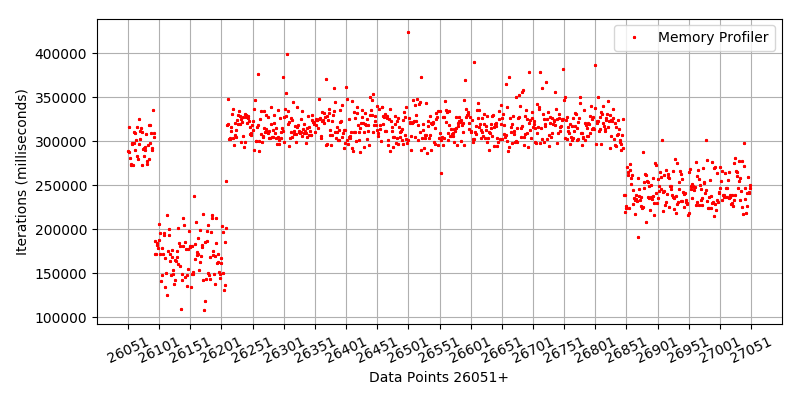 Memory Profiler
Iterations (milliseconds)
400000
350000
300000
250000
200000
150000
100000
26051 26101 26151 26201 26251 26301 26351 26401 26451 26501 26551 26601 26651 26701 26751 26801 26851 26901 26951 27001 27051
Data Points 26051+